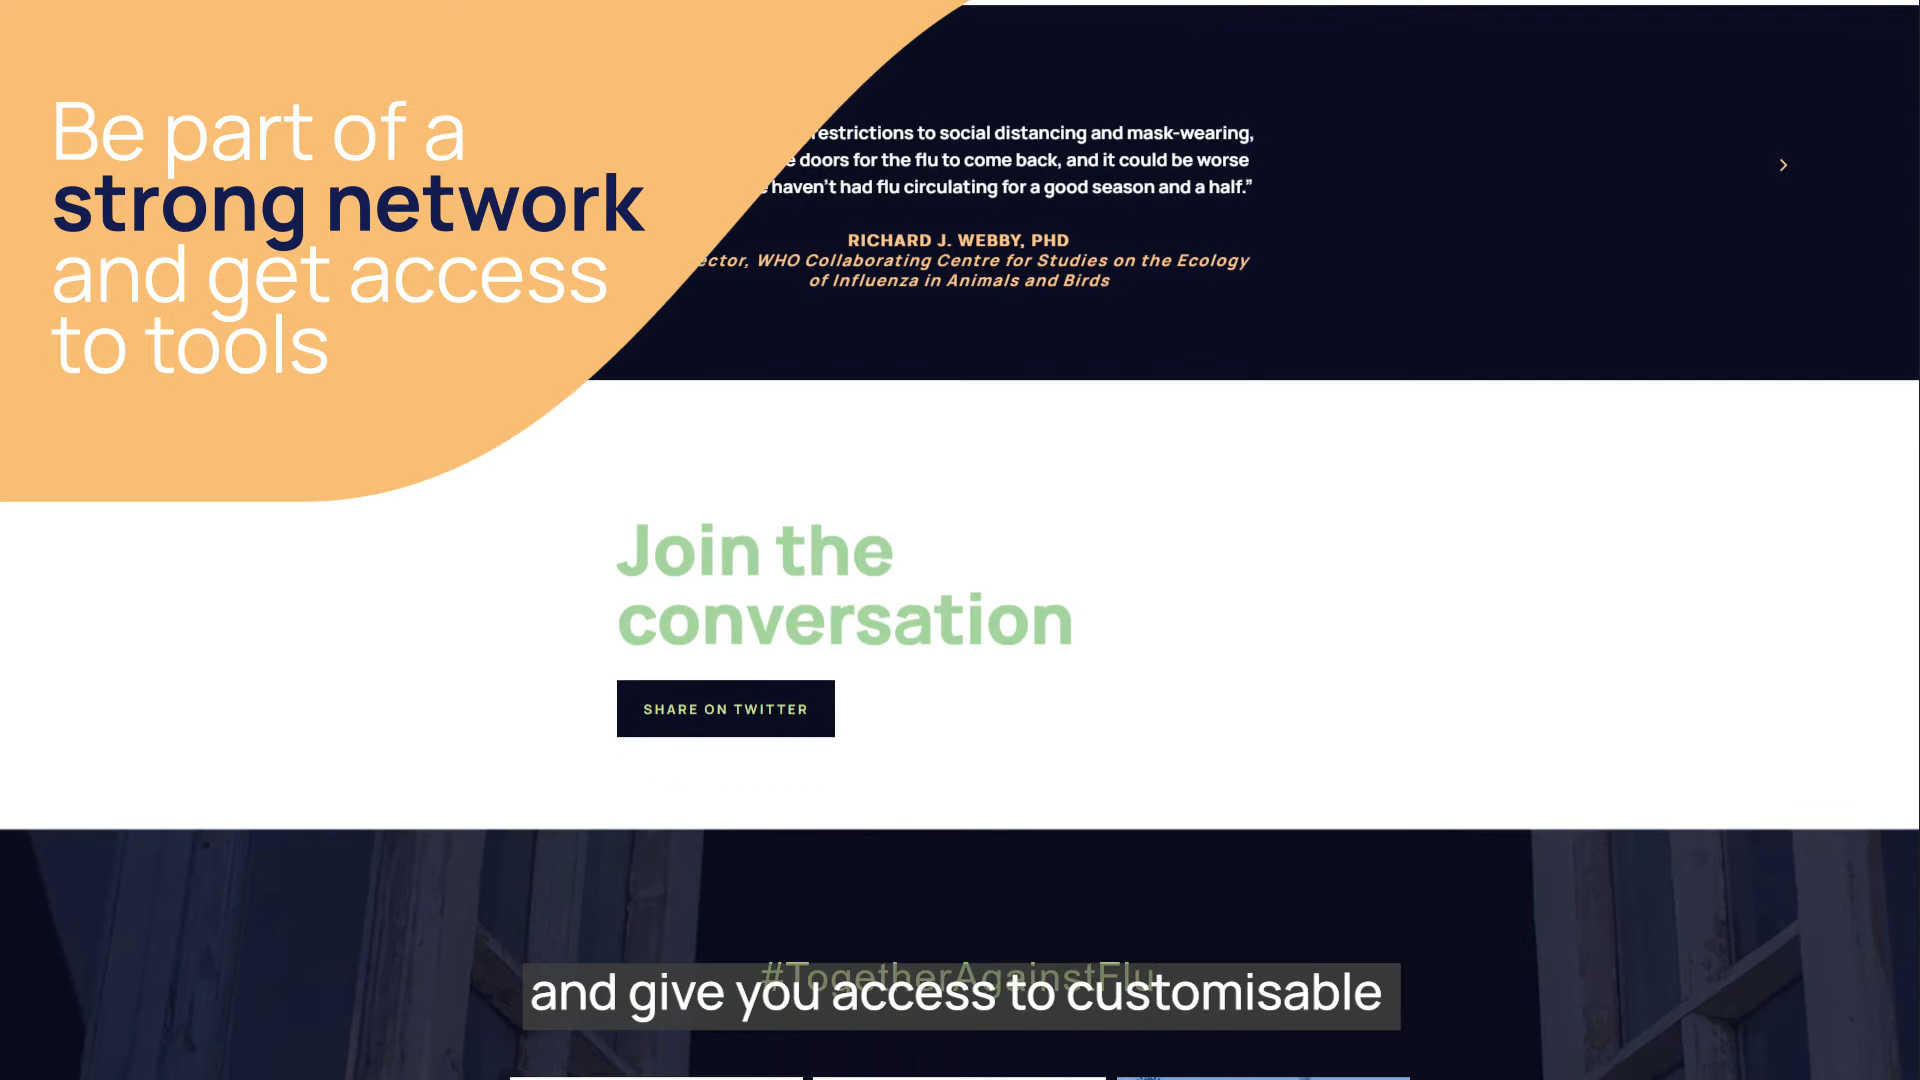 Be part of a
strong network
and get access
to tools
restrictions to social distancing and mask-wearing,
doors for the flu to come back, and it could be worse
haven't had flu circulating for a good season and a half.”
RICHARD J. WEBBY, PHD
WHO Collaborating Centre for Studies on the Ecology
of Influenza in Animals and Birds
Join the
conversation
SHARE ON TWITTER
#TogetherAgainstFlu
and give you access to customisable